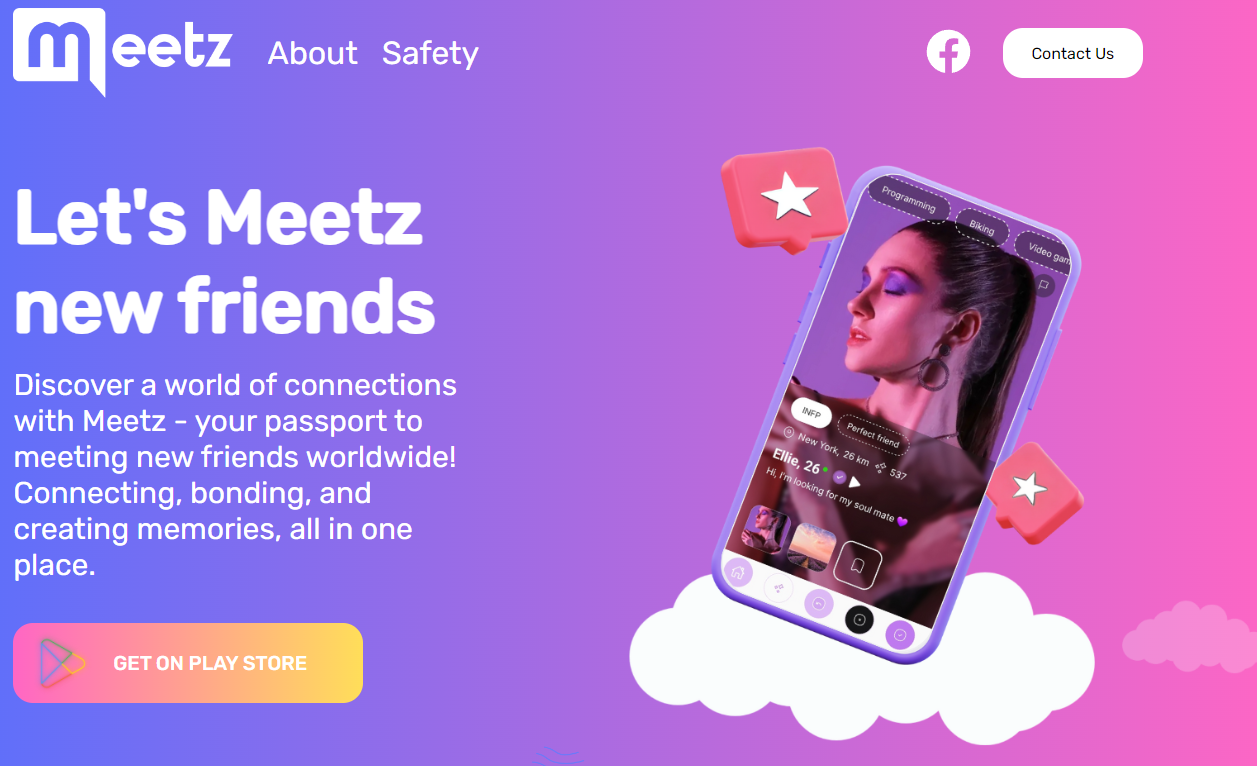 meetz
About
Safety
Contact Us
Let's Meetz
new friends
Discover a world of connections
with Meetz - your passport to
meeting new friends worldwide!
Connecting, bonding, and
creating memories, all in one
place.
GET ON PLAY STORE
Programming
Biking
Video gam
INFP
Perfect friend
New York, 26 km 537
Ellie, 26
Hi, I'm looking for my soul mate 💜